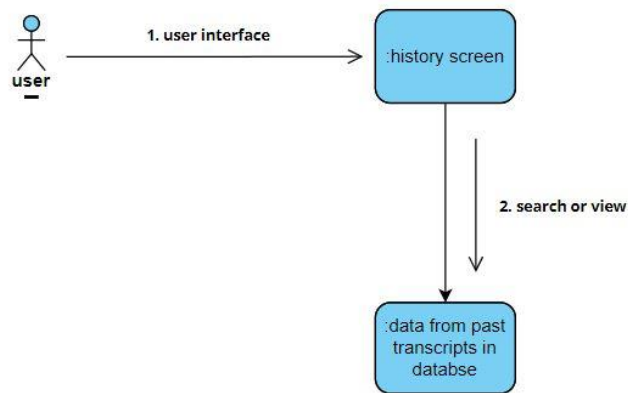 1. user interface
user
:history screen
2. search or view
:data from past
transcripts in
databse